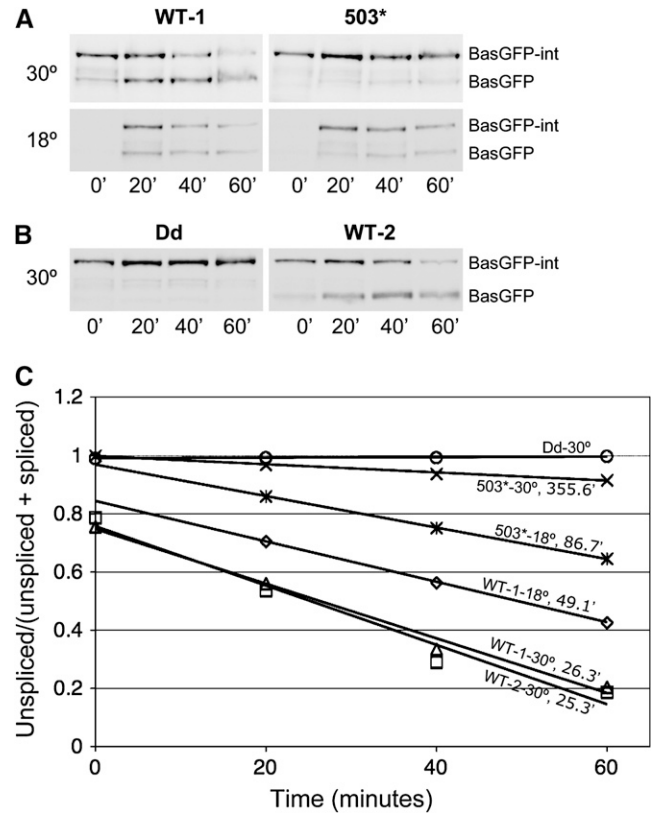 A
WT-1 503*
30º BasGFP-int
BasGFP
18º BasGFP-int
BasGFP
0' 20' 40' 60' 0' 20' 40' 60'
B
Dd WT-2
30º BasGFP-int
BasGFP
0' 20' 40' 60' 0' 20' 40' 60'
C
Unspliced/(unspliced + spliced)
1.2
1
0.8
0.6
0.4
0.2
0
Dd-30º
503*-30º, 355.6'
503*-18º, 86.7'
WT-1-18º, 49.1'
WT-1-30º, 26.3'
WT-2-30º, 25.3'
0 20 40 60
Time (minutes)